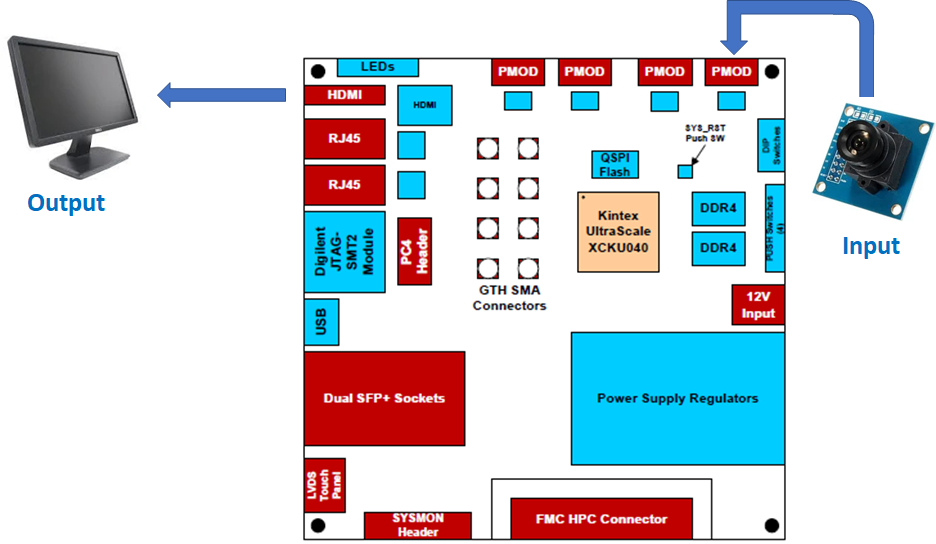 LEDs
PMOD
PMOD
PMOD
PMOD
HDMI
HDMI
RJ45
RJ45
SYS_RST
Push SW
DIP
Switches
QSPI
Flash
Kintex
UltraScale
XCKU040
DDR4
DDR4
PUSH Switches
(4)
Output
Input
Digilent
JTAG-
SMT2
Module
PC4
Header
GTH SMA
Connectors
12V
Input
USB
Dual SFP+ Sockets
Power Supply Regulators
LVDS
Touch
Panel
SYSMON
Header
FMC HPC Connector